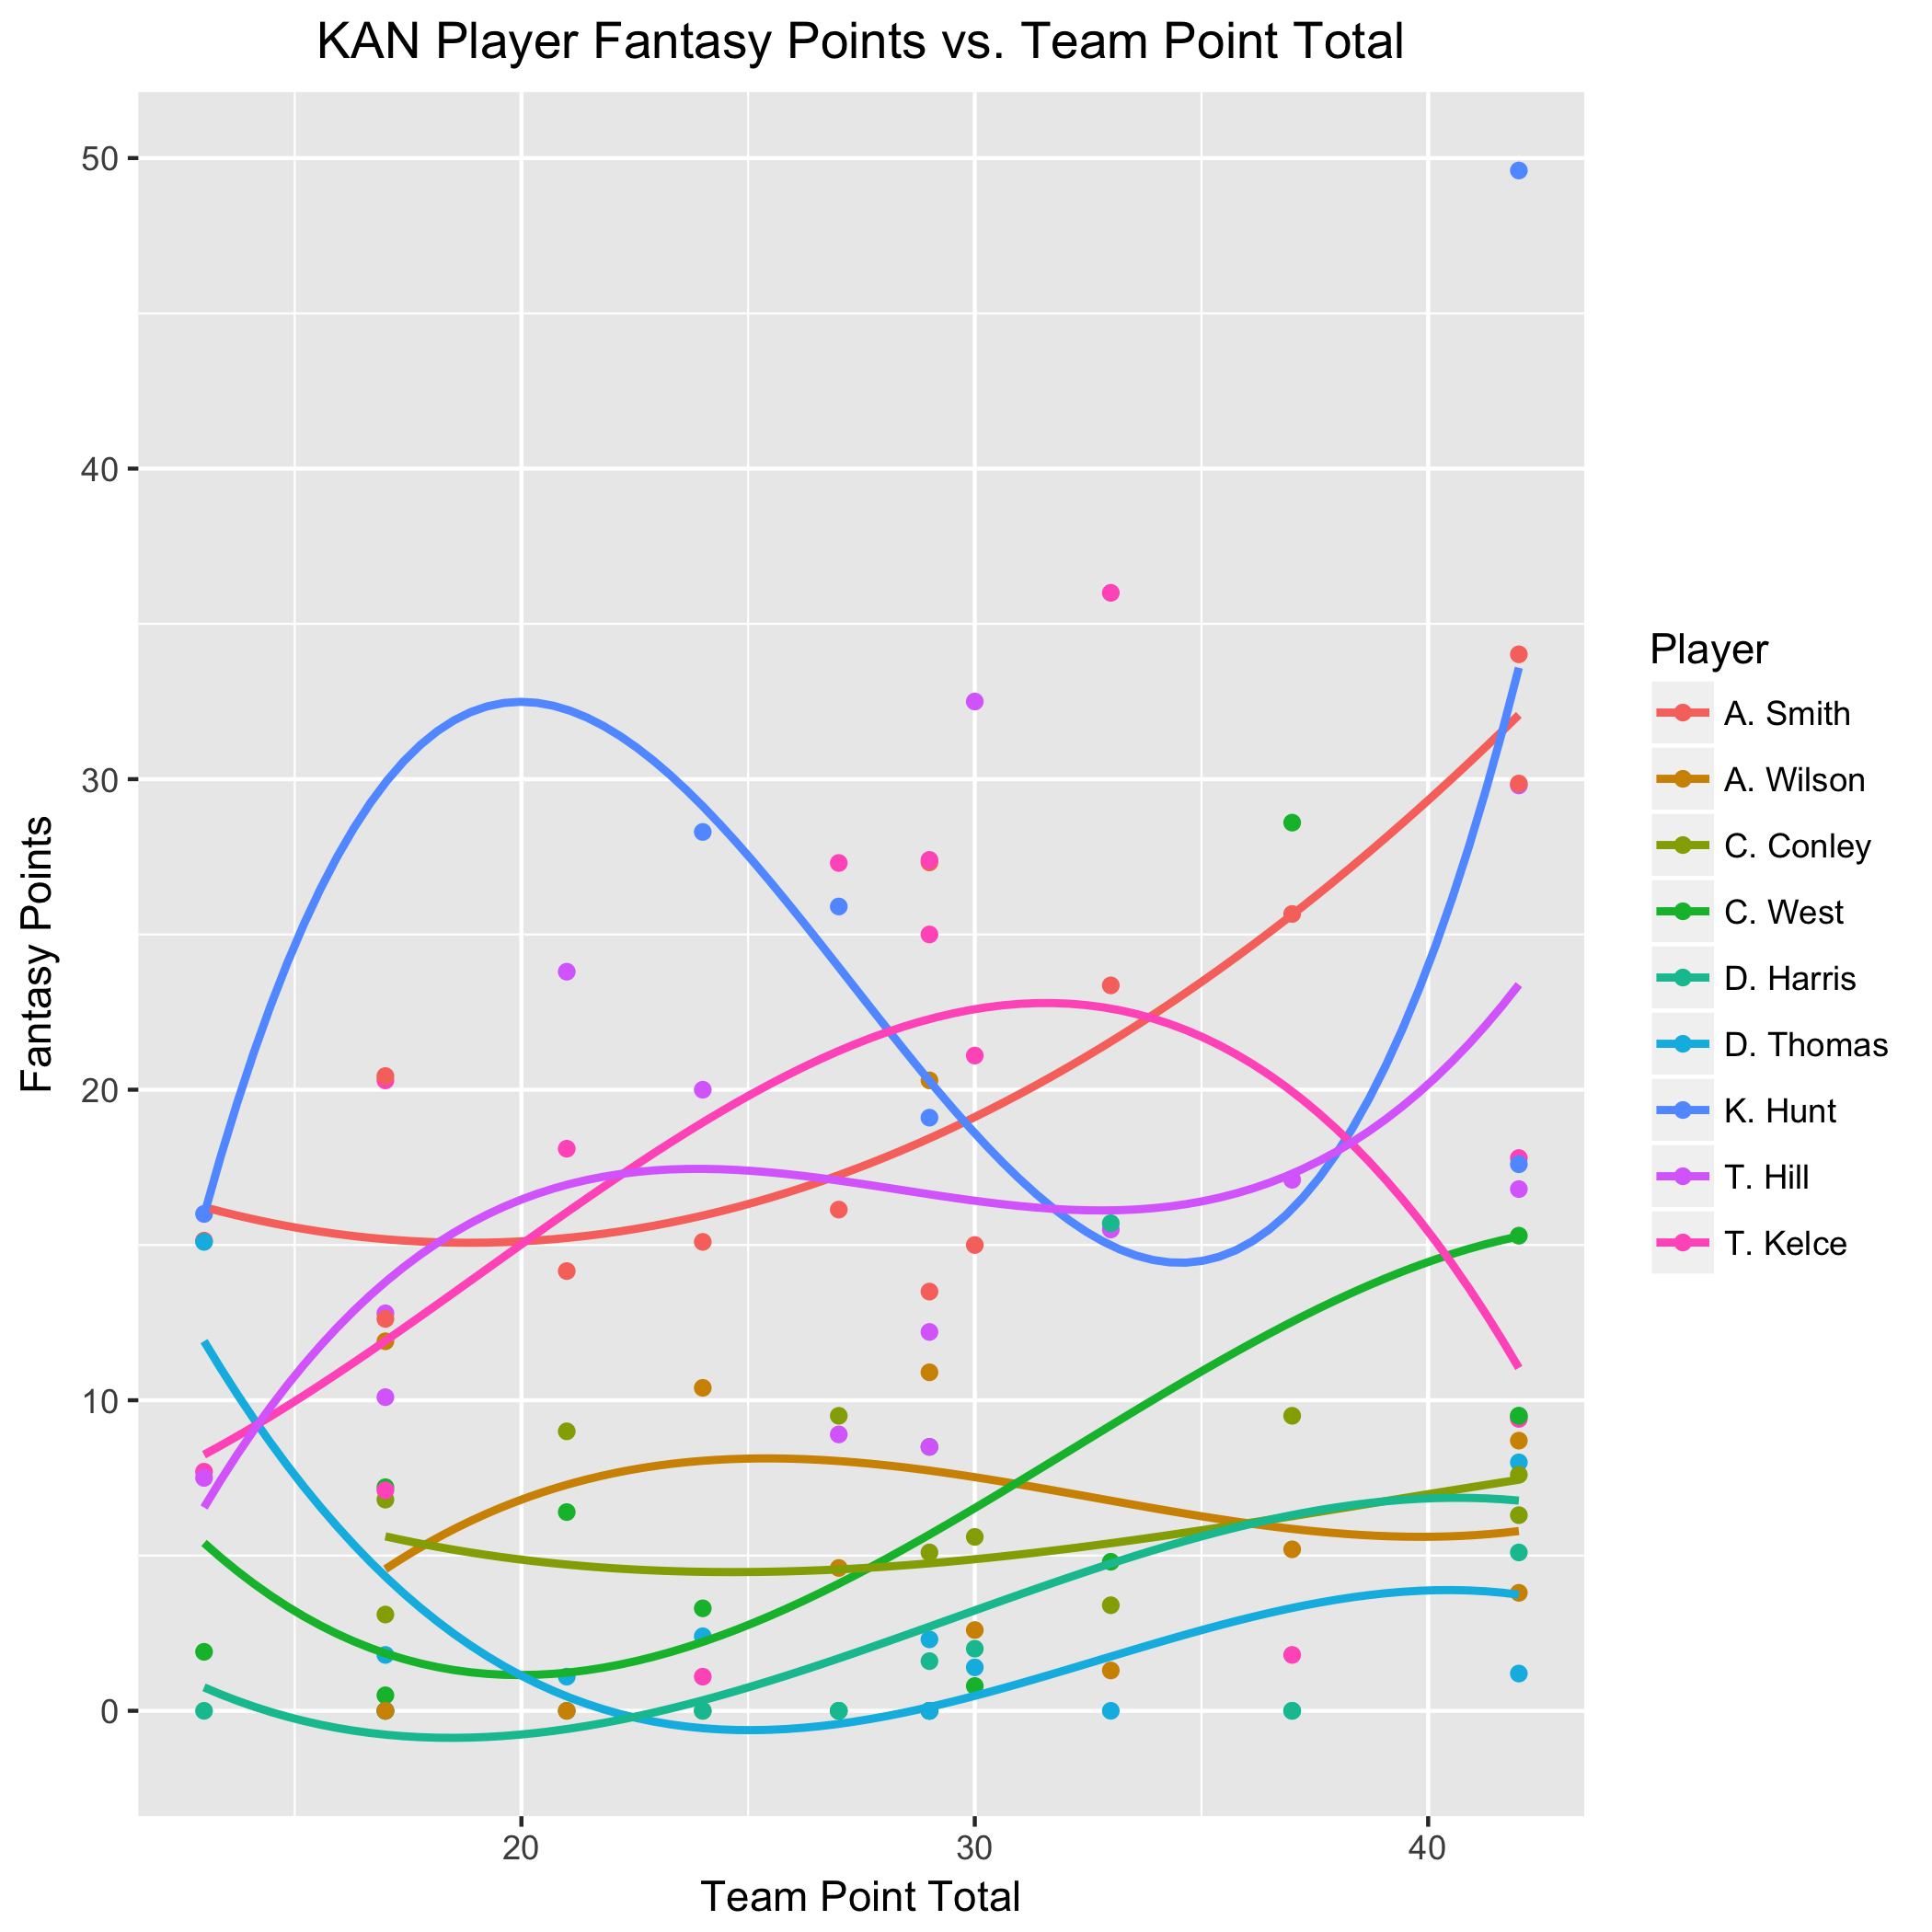 KAN Player Fantasy Points vs. Team Point Total
50
40
30
20
10
0
Fantasy Points
20
30
40
Team Point Total
Player
A. Smith
A. Wilson
C. Conley
C. West
D. Harris
D. Thomas
K. Hunt
T. Hill
T. Kelce